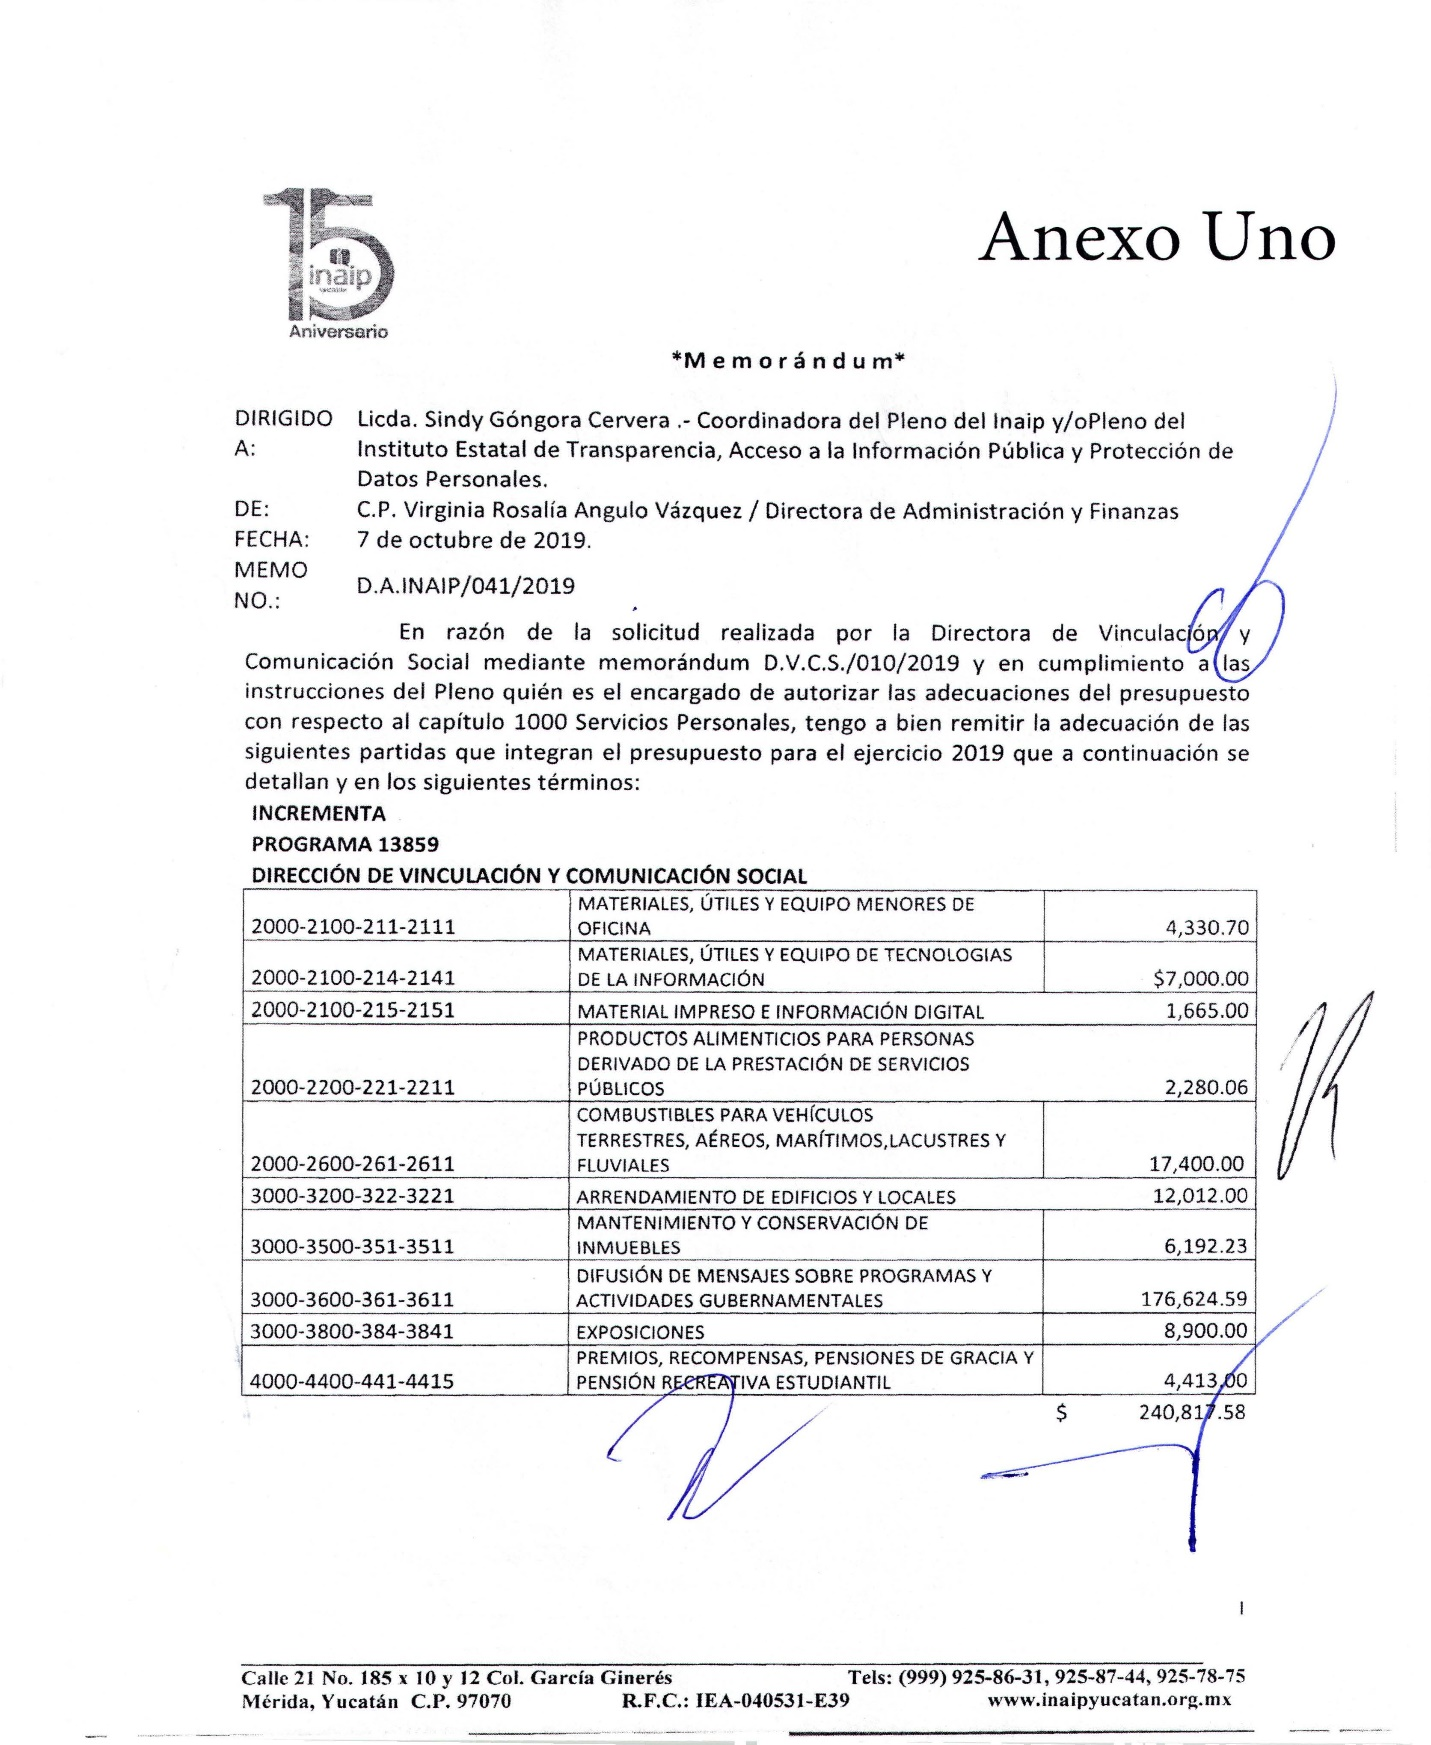 15
inaip
Aniversario
Anexo Uno
*Memorándum*
DIRIGIDO A: Licda. Sindy Góngora Cervera .- Coordinadora del Pleno del Inaip y/oPleno del
Instituto Estatal de Transparencia, Acceso a la Información Pública y Protección de
Datos Personales.
DE: C.P. Virginia Rosalía Angulo Vázquez / Directora de Administración y Finanzas
FECHA: 7 de octubre de 2019.
MEMO NO.: D.A.INAIP/041/2019
En razón de la solicitud realizada por la Directora de Vinculación y
Comunicación Social mediante memorándum D.V.C.S./010/2019 y en cumplimiento a las
instrucciones del Pleno quién es el encargado de autorizar las adecuaciones del presupuesto
con respecto al capítulo 1000 Servicios Personales, tengo a bien remitir la adecuación de las
siguientes partidas que integran el presupuesto para el ejercicio 2019 que a continuación se
detallan y en los siguientes términos:
INCREMENTA
PROGRAMA 13859
DIRECCIÓN DE VINCULACIÓN Y COMUNICACIÓN SOCIAL
2000-2100-211-2111 MATERIALES, ÚTILES Y EQUIPO MENORES DE
OFICINA 4,330.70
2000-2100-214-2141 MATERIALES, ÚTILES Y EQUIPO DE TECNOLOGIAS
DE LA INFORMACIÓN $7,000.00
2000-2100-215-2151 MATERIAL IMPRESO E INFORMACIÓN DIGITAL 1,665.00
2000-2200-221-2211 PRODUCTOS ALIMENTICIOS PARA PERSONAS
DERIVADO DE LA PRESTACIÓN DE SERVICIOS
PÚBLICOS 2,280.06
2000-2600-261-2611 COMBUSTIBLES PARA VEHÍCULOS
TERRESTRES, AÉREOS, MARÍTIMOS,LACUSTRES Y
FLUVIALES 17,400.00
3000-3200-322-3221 ARRENDAMIENTO DE EDIFICIOS Y LOCALES 12,012.00
3000-3500-351-3511 MANTENIMIENTO Y CONSERVACIÓN DE
INMUEBLES 6,192.23
3000-3600-361-3611 DIFUSIÓN DE MENSAJES SOBRE PROGRAMAS Y
ACTIVIDADES GUBERNAMENTALES 176,624.59
3000-3800-384-3841 EXPOSICIONES 8,900.00
4000-4400-441-4415 PREMIOS, RECOMPENSAS, PENSIONES DE GRACIA Y
PENSIÓN RECREATIVA ESTUDIANTIL 4,413.00
$ 240,817.58
Calle 21 No. 185 x 10 y 12 Col. García Ginerés Tels: (999) 925-86-31, 925-87-44, 925-78-75
Mérida, Yucatán C.P. 97070 R.F.C.: IEA-040531-E39 www.inaipyucatan.org.mx